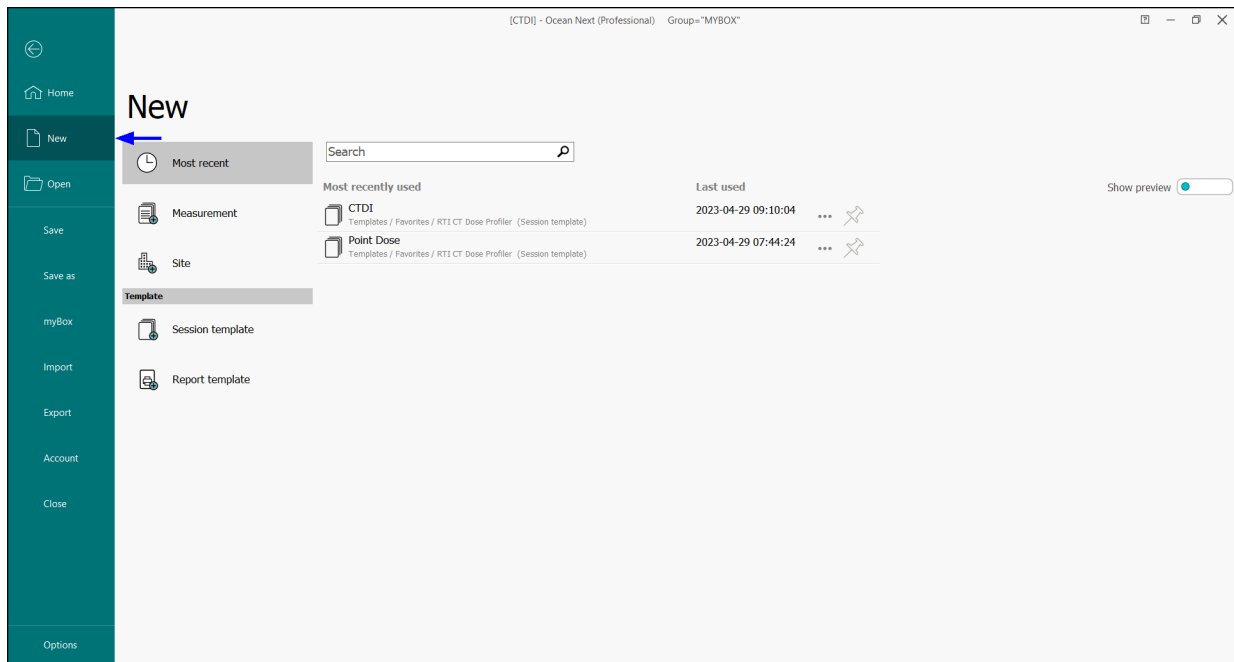 [CTDI] - Ocean Next (Professional) Group="MYBOX"
Home
New
Open
Save
Save as
myBox
Import
Export
Account
Close
Options
New
Most recent
Measurement
Site
Template
Session template
Report template
Search
Most recently used Last used Show preview
CTDI 2023-04-29 09:10:04
Templates / Favorites / RTI CT Dose Profiler (Session template)
Point Dose 2023-04-29 07:44:24
Templates / Favorites / RTI CT Dose Profiler (Session template)